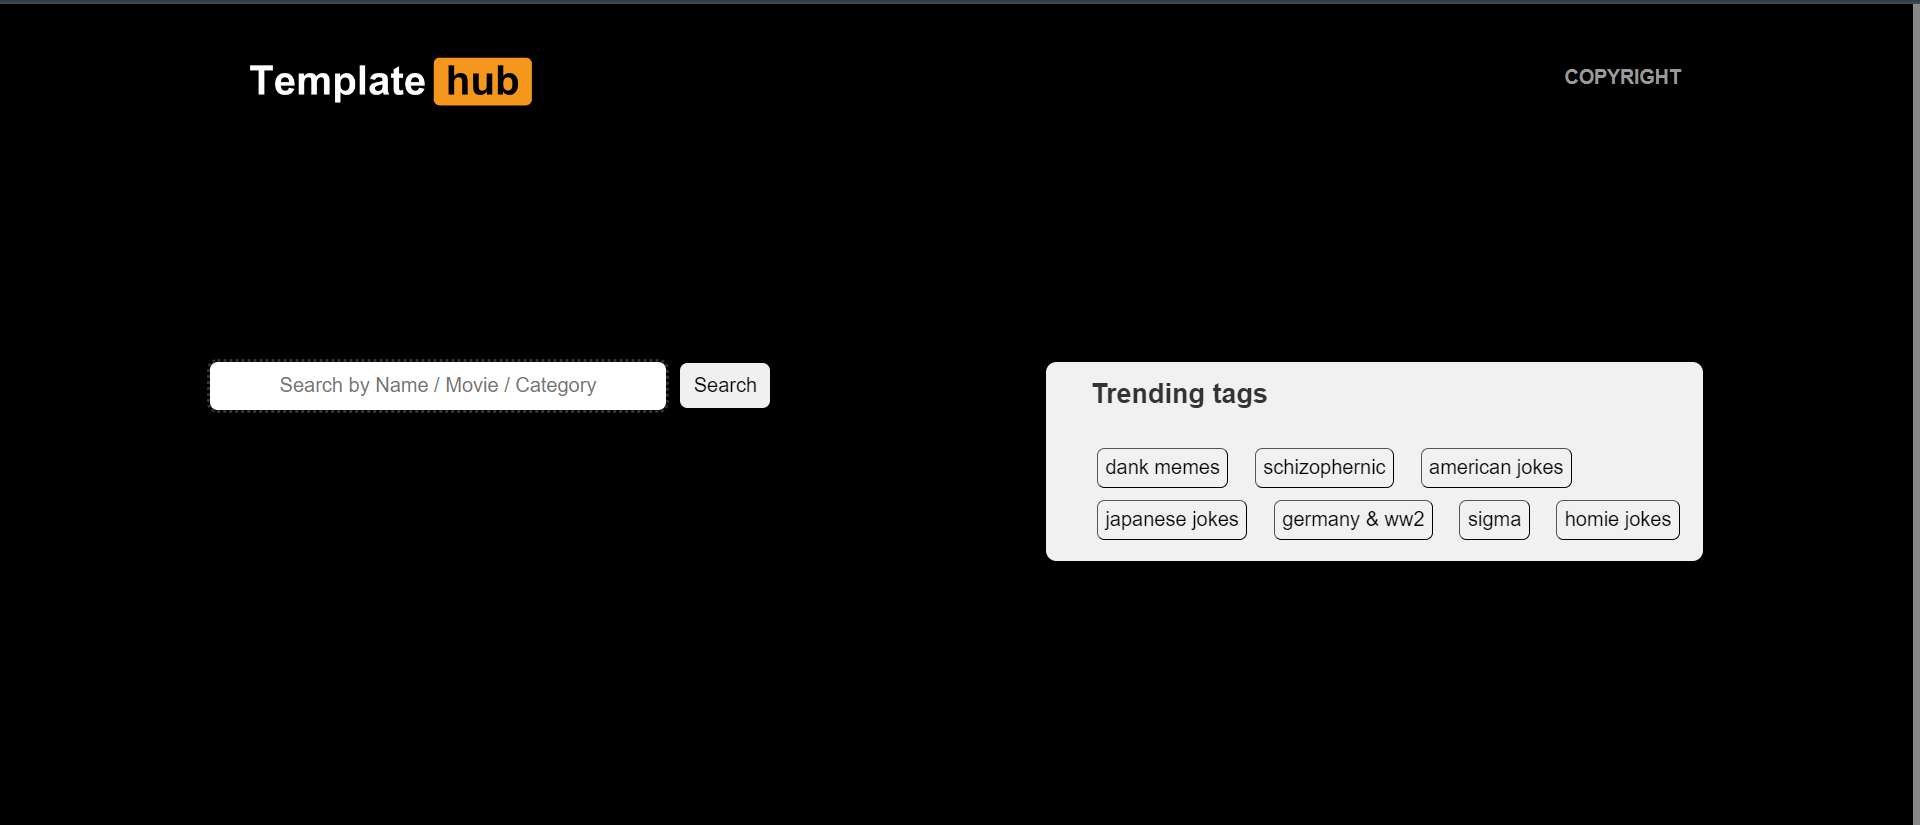 Template hub
COPYRIGHT
Search by Name / Movie / Category
Search
Trending tags
dank memes
schizophernic
american jokes
japanese jokes
germany & ww2
sigma
homie jokes